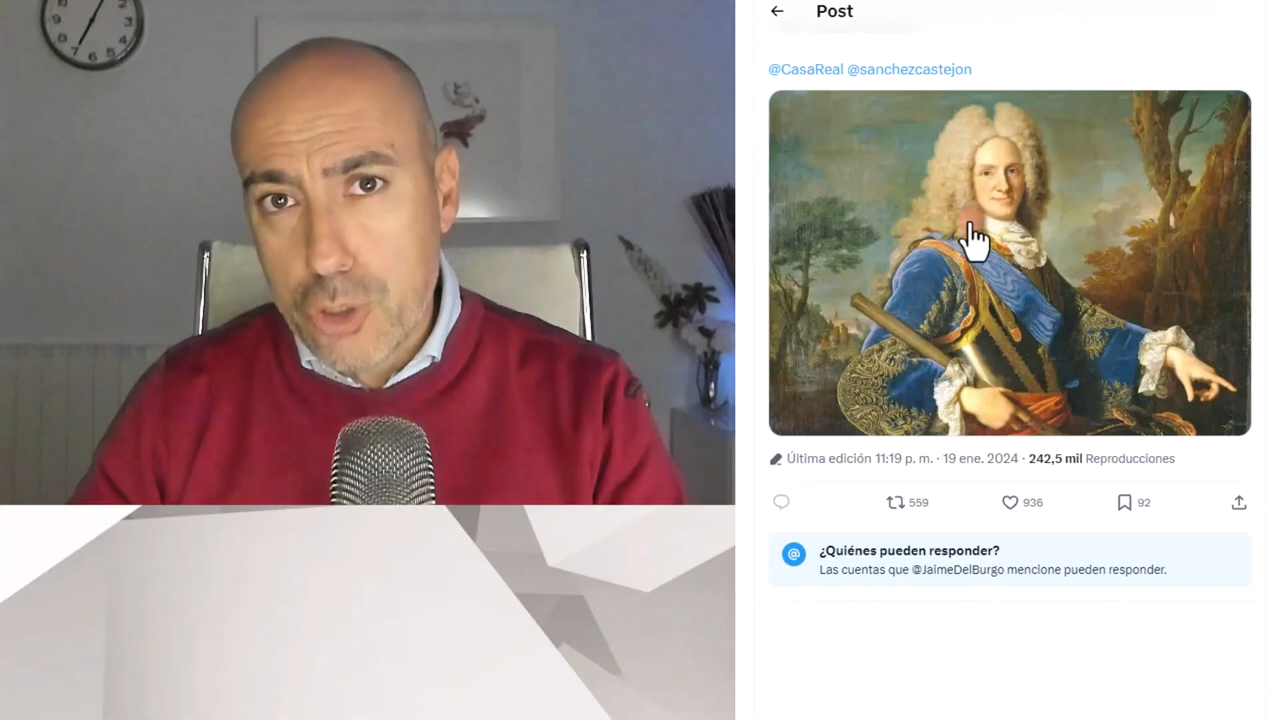 Post
@CasaReal @sanchezcastejon
Última edición 11:19 p. m. · 19 ene. 2024 · 242,5 mil Reproducciones
559 936 92
@ ¿Quiénes pueden responder?
Las cuentas que @JaimeDelBurgo mencione pueden responder.